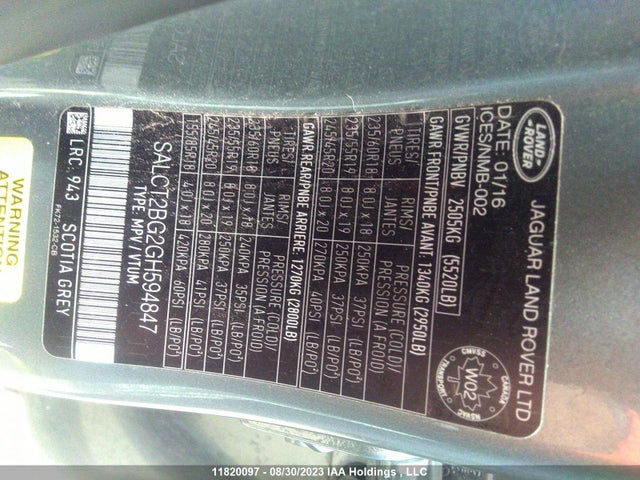 LAND-
ROVER
JAGUAR LAND ROVER LTD
DATE: 01/16
ICES/NMB-002
GVWR/PNBV 2505KG (5520LB)
GAWR FRONT/PNBE AVANT: 1340KG (2950LB)
TIRES/ RIMS/ PRESSION (COLD)/
PNEUS JANTES PRESSION (A FROID)
235/60R18 8.0J x 18 250KPA 37PSI (LB/PO²)
235/55R19 8.0J x 19 250KPA 37PSI (LB/PO²)
245/45R20 8.0J x 20 270KPA 40PSI (LB/PO²)
GAWR REAR/PNBE ARRIERE: 1270KG (2800LB)
TIRES/ RIMS/ PRESSION (COLD)/
PNEUS JANTES PRESSION (A FROID)
235/60R18 8.0J x 18 240KPA 35PSI (LB/PO²)
235/55R19 8.0J x 19 250KPA 37PSI (LB/PO²)
245/45R20 8.0J x 20 280KPA 41PSI (LB/PO²)
155/85R18 4.0J x 18 420KPA 60PSI (LB/PO²)
SALCT2BG2GH594847
TYPE: MPV/VTUM
LRC: 943 SCOTIA GREY
CMVSS
TRANSPORT
W02
CANADA
NSVAC
WARNING
ATTENTION
11820097 - 08/30/2023 IAA Holdings , LLC